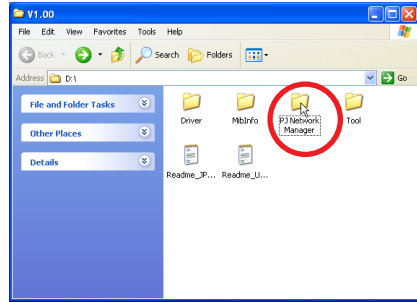 V1.00
File Edit View Favorites Tools Help
Back Search Folders
Address D:\ Go
File and Folder Tasks
Other Places
Details
Driver MibInfo PJ Network Manager Tool
Readme_JP... Readme_U...